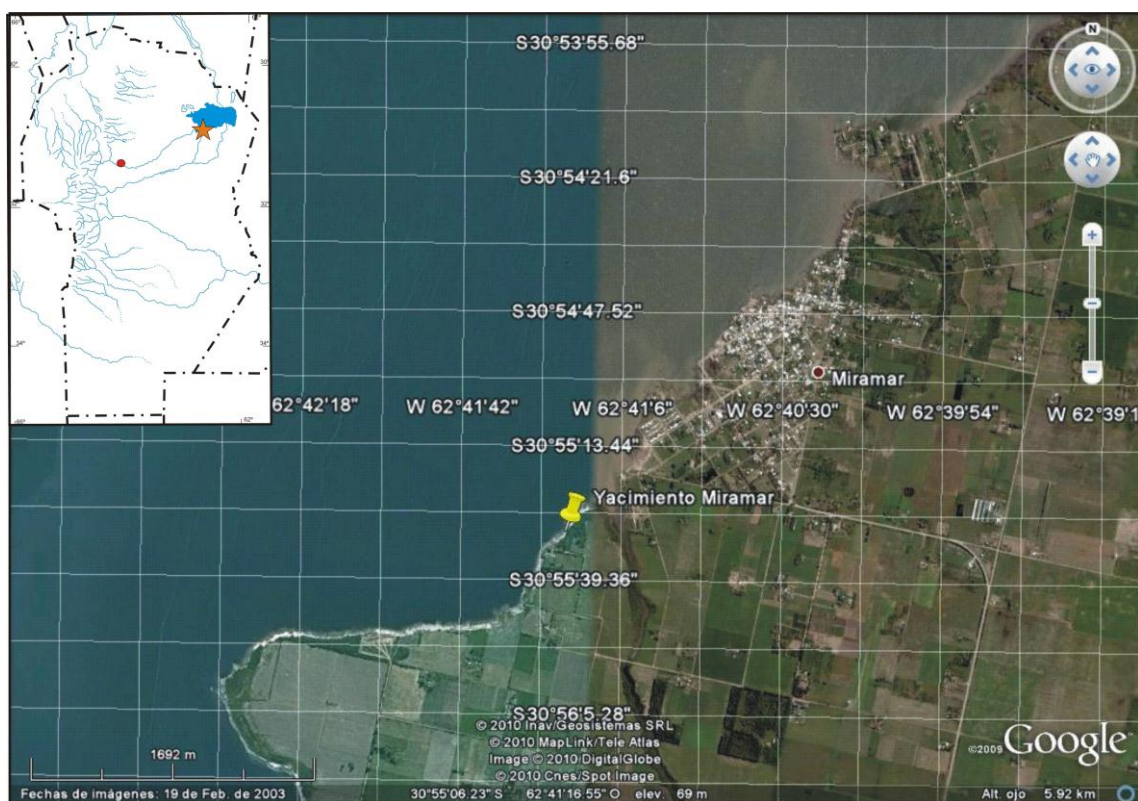 N
S30°53'55.68"
S30°54'21.6"
S30°54'47.52"
Miramar
62°42'18"
W 62°41'42"
W 62°41'6"
W 62°40'30"
W 62°39'54"
W 62°39'1
S30°55'13.44"
Yacimiento Miramar
S30°55'39.36"
S30°56'5.28"
© 2010 Inav/Geosistemas SRL
© 2010 MapLink/Tele Atlas
Image © 2010 DigitalGlobe
© 2010 Cnes/Spot Image
1692 m
©2009 Google
Fechas de imágenes: 19 de Feb. de 2003
30°55'06.23" S
62°41'16.55" O
elev. 69 m
Alt. ojo 5.92 km